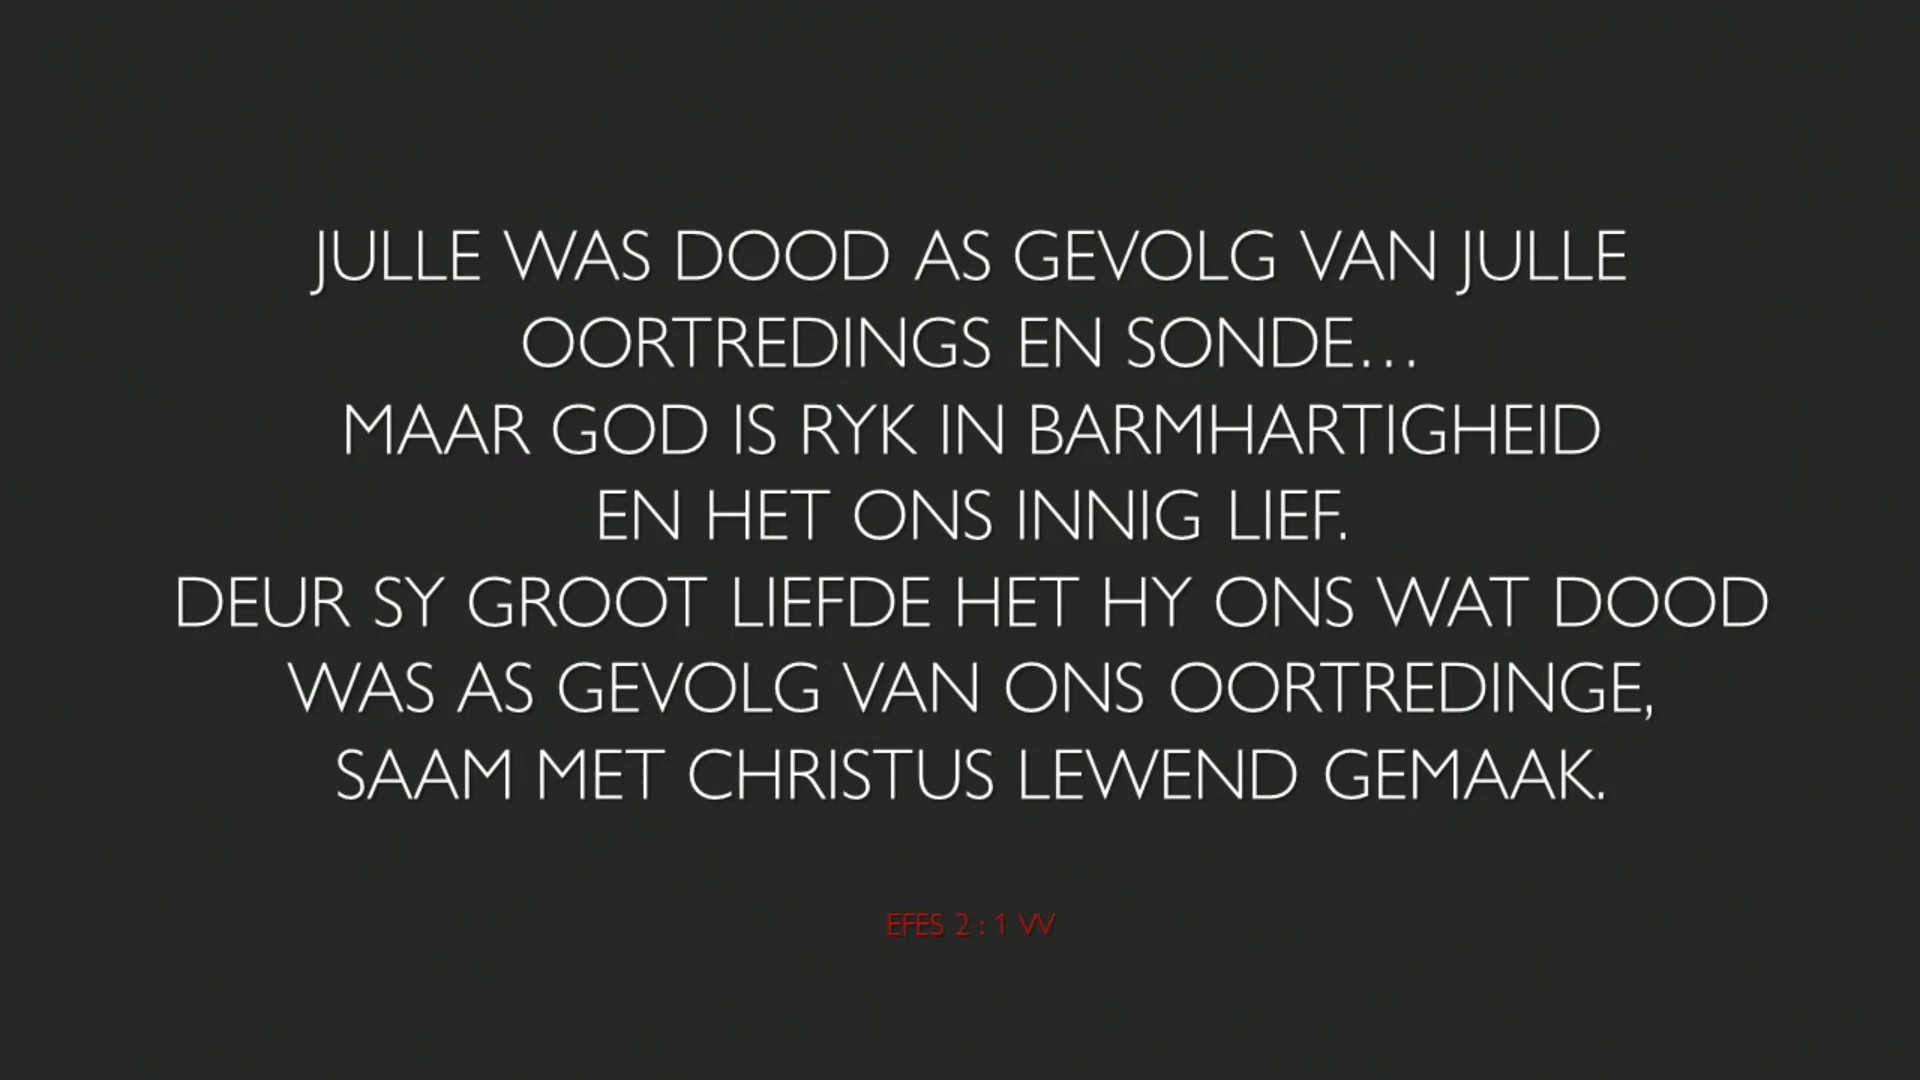 JULLE WAS DOOD AS GEVOLG VAN JULLE
OORTREDINGS EN SONDE...
MAAR GOD IS RYK IN BARMHARTIGHEID
EN HET ONS INNIG LIEF.
DEUR SY GROOT LIEFDE HET HY ONS WAT DOOD
WAS AS GEVOLG VAN ONS OORTREDINGE,
SAAM MET CHRISTUS LEWEND GEMAAK.
EFES 2 : 1 VV